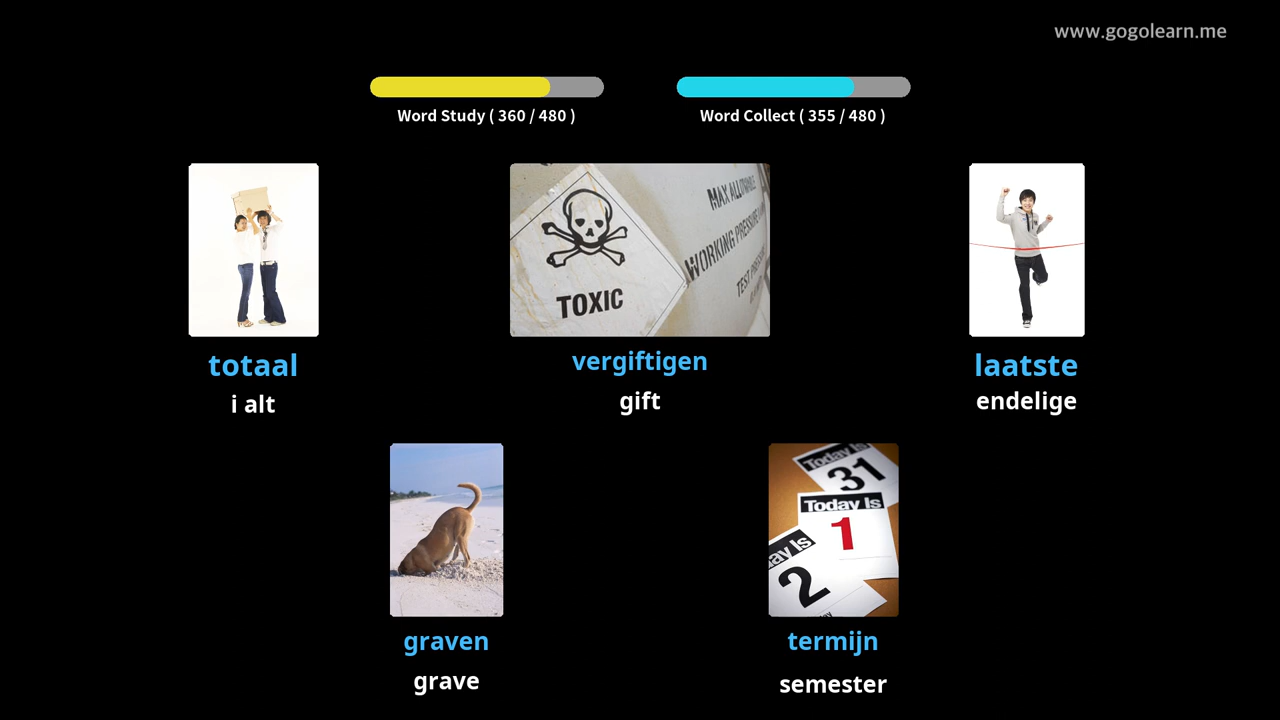 www.gogolearn.me
Word Study ( 360 / 480 )
Word Collect ( 355 / 480 )
TOXIC
MAX ALLOWABLE
WORKING PRESSURE
TEST
totaal
i alt
vergiftigen
gift
laatste
endelige
Today Is
31
Today Is
1
ay Is
2
graven
grave
termijn
semester